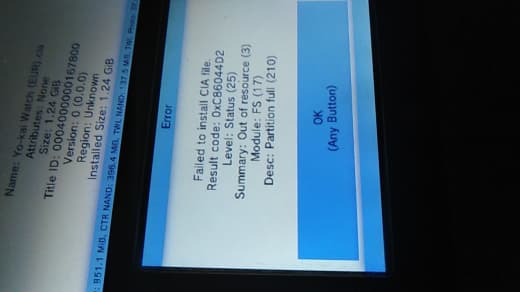 Name: Yo-kai Watch (EUR).cia
Attributes: None
Size: 1.24 GiB
Title ID: 0004000000167800
Version: 0 (0.0.0)
Region: Unknown
Installed Size: 1.24 GiB
: 851.1 MiB, CTR NAND: 396.4 MiB, TWL NAND: 137.5 MiB, TWL Photo:
Error
Failed to install CIA file.
Result code: 0xC86044D2
Level: Status (25)
Summary: Out of resource (3)
Module: FS (17)
Desc: Partition full (210)
OK
(Any Button)